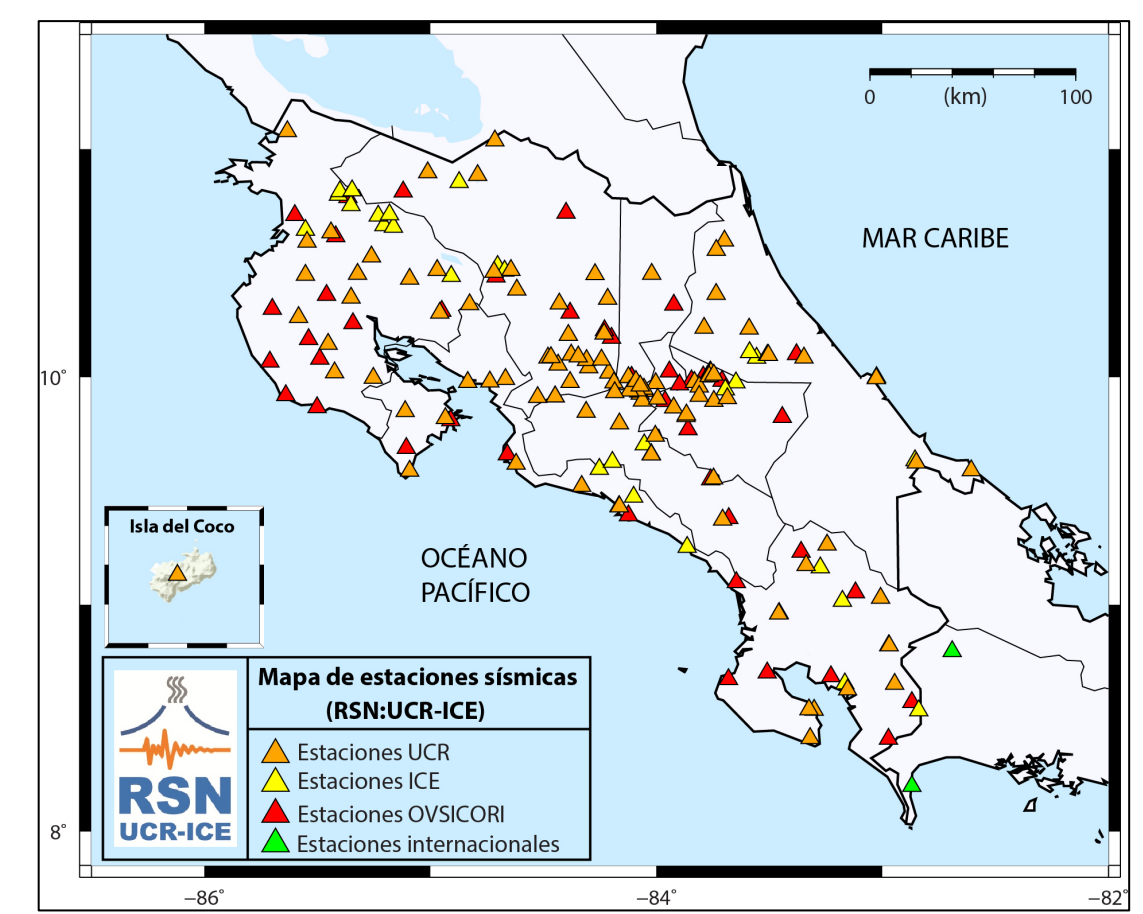 0 (km) 100
MAR CARIBE
10°
Isla del Coco
OCÉANO
PACÍFICO
Mapa de estaciones sísmicas
(RSN:UCR-ICE)
Estaciones UCR
Estaciones ICE
Estaciones OVSICORI
Estaciones internacionales
RSN
UCR-ICE
8° 8°
−86° −84° −82°